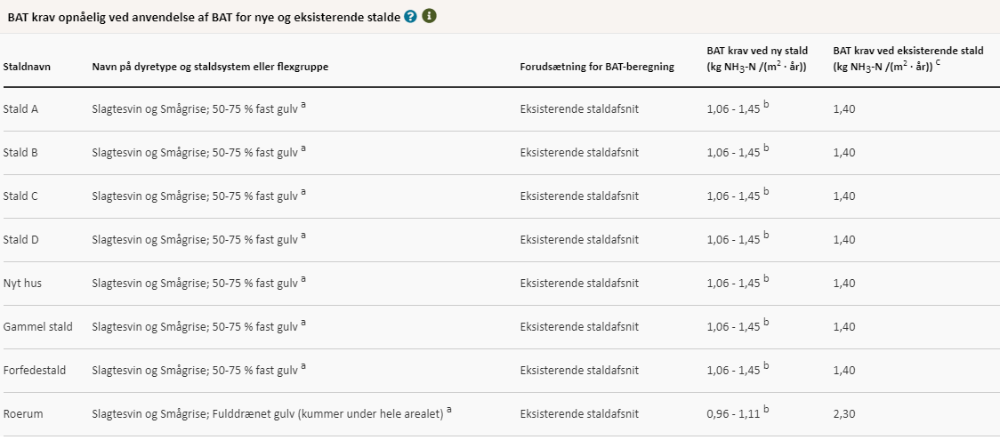 BAT krav opnåelig ved anvendelse af BAT for nye og eksisterende stalde ? i
Staldnavn Navn på dyretype og staldsystem eller flexgruppe Forudsætning for BAT-beregning BAT krav ved ny stald (kg NH3-N /(m² · år)) BAT krav ved eksisterende stald (kg NH3-N /(m² · år)) c
Stald A Slagtesvin og Smågrise; 50-75 % fast gulv a Eksisterende staldafsnit 1,06 - 1,45 b 1,40
Stald B Slagtesvin og Smågrise; 50-75 % fast gulv a Eksisterende staldafsnit 1,06 - 1,45 b 1,40
Stald C Slagtesvin og Smågrise; 50-75 % fast gulv a Eksisterende staldafsnit 1,06 - 1,45 b 1,40
Stald D Slagtesvin og Smågrise; 50-75 % fast gulv a Eksisterende staldafsnit 1,06 - 1,45 b 1,40
Nyt hus Slagtesvin og Smågrise; 50-75 % fast gulv a Eksisterende staldafsnit 1,06 - 1,45 b 1,40
Gammel stald Slagtesvin og Smågrise; 50-75 % fast gulv a Eksisterende staldafsnit 1,06 - 1,45 b 1,40
Forfedestald Slagtesvin og Smågrise; 50-75 % fast gulv a Eksisterende staldafsnit 1,06 - 1,45 b 1,40
Roerum Slagtesvin og Smågrise; Fulddrænet gulv (kummer under hele arealet) a Eksisterende staldafsnit 0,96 - 1,11 b 2,30